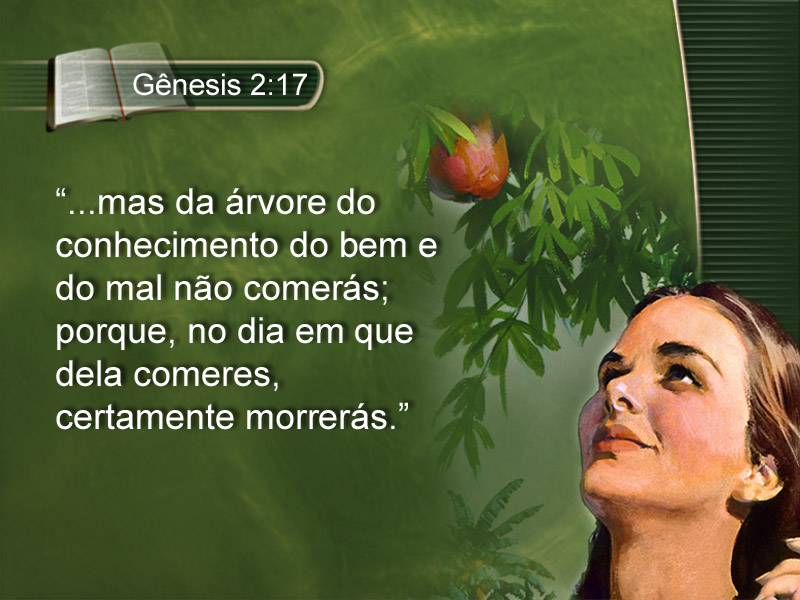 Gênesis 2:17
“...mas da árvore do
conhecimento do bem e
do mal não comerás;
porque, no dia em que
dela comeres,
certamente morrerás.”